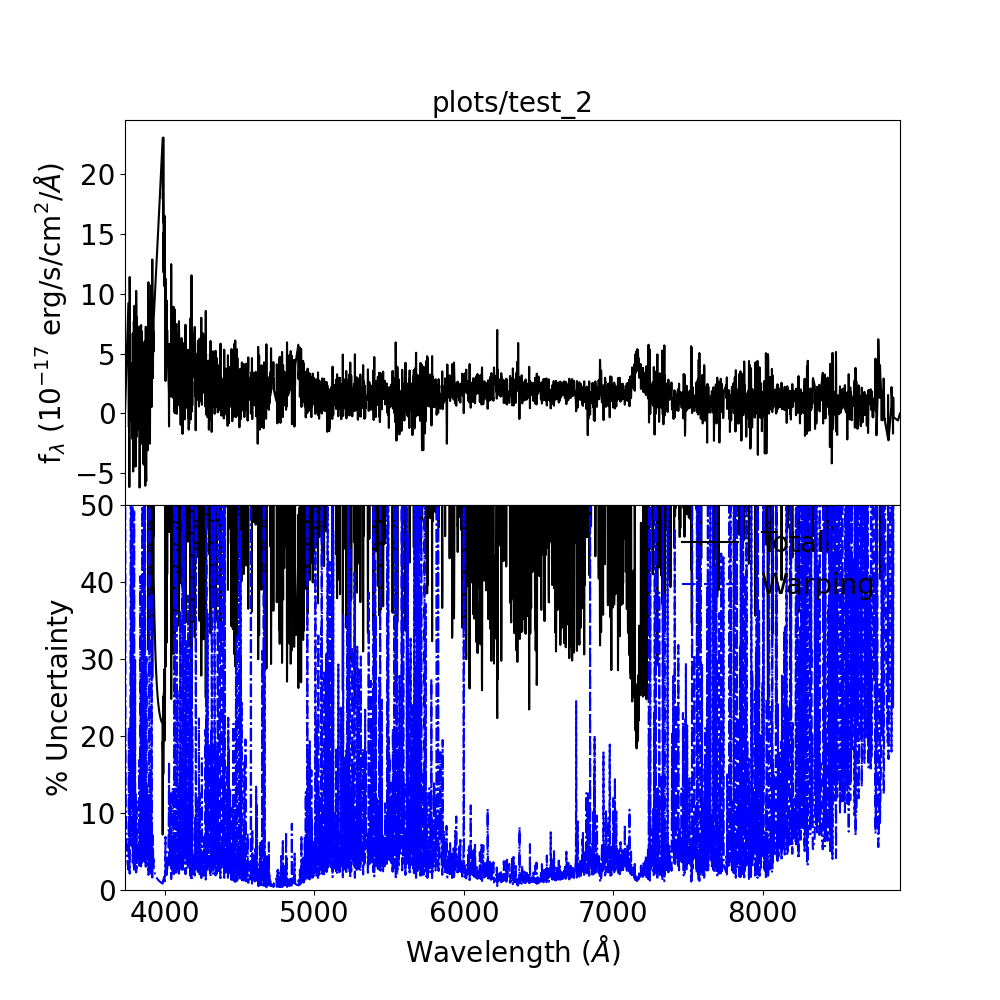 plots/test_2
f_λ (10^−17 erg/s/cm^2/Å)
20
15
10
5
0
−5
% Uncertainty
50
40
30
20
10
0
Total
Warping
4000 5000 6000 7000 8000
Wavelength (Å)